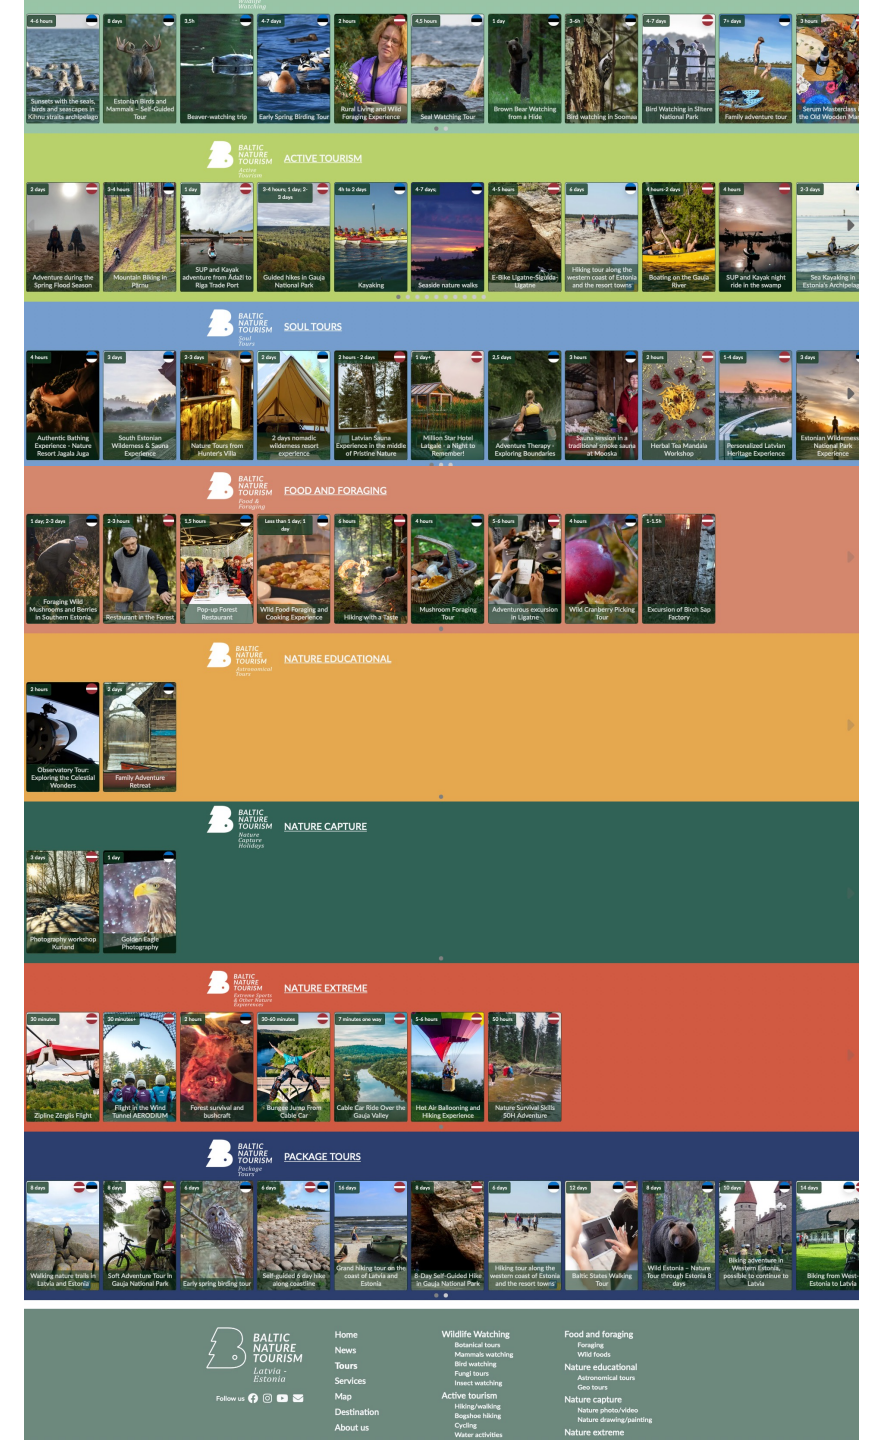 Wildlife
Watching
4-6 hours
Sunsets with the seals,
birds and seascapes in
Kihnu straits archipelago
Estonian Birds and
Mammals – Self-Guided
Tour
3,5h
Beaver-watching trip
4-7 days
Early Spring Birding Tour
2 hours
Rural Living and Wild
Foraging Experience
4,5 hours
Seal Watching Tour
1 day
Brown Bear Watching
from a Hide
3-6h
Bird watching in Soomaa
4-7 days
Bird Watching in Slitere
National Park
7+ days
Family adventure tour
3 hours
Serum Masterclass
the Old Wooden
BALTIC
NATURE
TOURISM
Active
Tourism
ACTIVE TOURISM
2 days
Adventure during the
Spring Flood Season
3-4 hours
Mountain Biking in
Pärnu
1 day
SUP and Kayak
adventure from Ādaži to
Riga Trade Port
3-4 hours; 1 day; 2-
3 days
Guided hikes in Gauja
National Park
4h to 2 days
Kayaking
4-7 days;
Seaside nature walks
4-5 hours
E-Bike Līgatne-Sigulda-
Līgatne
6 days
Hiking tour along the
western coast of Estonia
and the resort towns
4 hours-2 days
Boating on the Gauja
River
4 hours
SUP and Kayak night
ride in the swamp
2-3 days
Sea Kayaking in
Estonia's Archipelag
BALTIC
NATURE
TOURISM
Soul
Tours
SOUL TOURS
4 hours
Authentic Bathing
Experience - Nature
Resort Jagala Juga
3 days
South Estonian
Wilderness & Sauna
Experience
2-3 days
Nature Tours from
Hunter's Villa
2 days
2 days nomadic
wilderness resort
experience
2 hours - 2 days
Latvian Sauna
Experience in the middle
of Pristine Nature
1 day+
Million Star Hotel
Latgale - a Night to
Remember!
2,5 days
Adventure Therapy -
Exploring Boundaries
3 hours
Sauna session in a
traditional smoke sauna
at Mooska
2 hours
Herbal Tea Mandala
Workshop
1-4 days
Personalized Latvian
Heritage Experience
3 days
Estonian Wilderness
National Park
Experience
BALTIC
NATURE
TOURISM
Food &
Foraging
FOOD AND FORAGING
1 day; 2-3 days
Foraging Wild
Mushrooms and Berries
in Southern Estonia
2-3 hours
Restaurant in the Forest
1,5 hours
Pop-up Forest
Restaurant
Less than 1 day; 1
day
Wild Food Foraging and
Cooking Experience
6 hours
Hiking with a Taste
4 hours
Mushroom Foraging
Tour
5-6 hours
Adventurous excursion
in Ligatne
4 hours
Wild Cranberry Picking
Tour
1-1.5h
Excursion of Birch Sap
Factory
BALTIC
NATURE
TOURISM
Astronomical
Tours
NATURE EDUCATIONAL
2 hours
Observatory Tour:
Exploring the Celestial
Wonders
2 days
Family Adventure
Retreat
BALTIC
NATURE
TOURISM
Nature
Capture
Holidays
NATURE CAPTURE
3 days
Photography workshop
Kurland
1 day
Golden Eagle
Photography
BALTIC
NATURE
TOURISM
Extreme Sports
& Other Nature
Experiences
NATURE EXTREME
30 minutes
Zipline Zērglis Flight
30 minutes+
Flight in the Wind
Tunnel AERODIUM
2 hours
Forest survival and
bushcraft
30-60 minutes
Bungee Jump From
Cable Car
7 minutes one way
Cable Car Ride Over the
Gauja Valley
5-6 hours
Hot Air Ballooning and
Hiking Experience
50 hours
Nature Survival Skills
50H Adventure
BALTIC
NATURE
TOURISM
Package
Tours
PACKAGE TOURS
8 days
Walking nature trails in
Latvia and Estonia
8 days
Soft Adventure Tour In
Gauja National Park
6 days
Early spring birding tour
6 days
Self-guided 6 day hike
along coastline
16 days
Grand hiking tour on the
coast of Latvia and
Estonia
8 days
8-Day Self-Guided Hike
in Gauja National Park
6 days
Hiking tour along the
western coast of Estonia
and the resort towns
12 days
Baltic States Walking
Tour
8 days
Wild Estonia – Nature
Tour through Estonia 8
days
10 days
Biking adventure in
Western Estonia,
possible to continue to
Latvia
14 days
Biking from West-
Estonia to Latvia
BALTIC
NATURE
TOURISM
Latvia -
Estonia
Follow us
Home
News
Tours
Services
Map
Destination
About us
Wildlife Watching
Botanical tours
Mammals watching
Bird watching
Fungi tours
Insect watching
Active tourism
Hiking/walking
Bogshoe hiking
Cycling
Water activities
Food and foraging
Foraging
Wild foods
Nature educational
Astronomical tours
Geo tours
Nature capture
Nature photo/video
Nature drawing/painting
Nature extreme